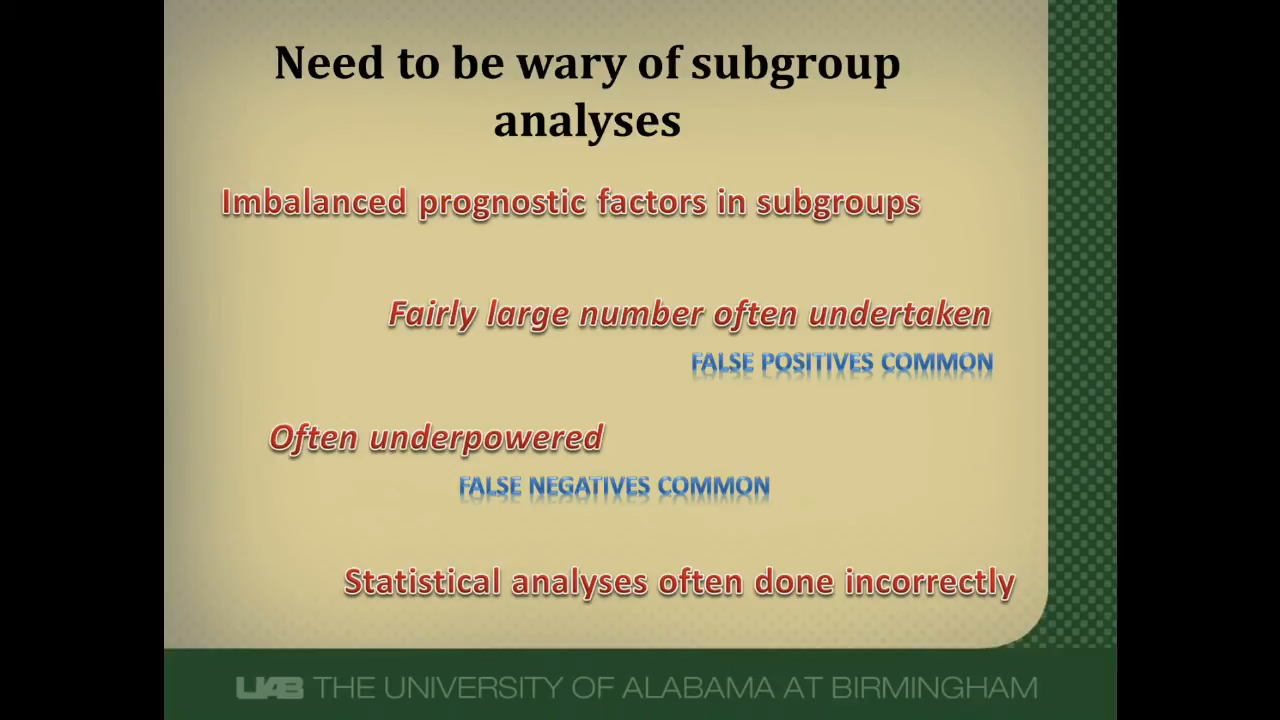 Need to be wary of subgroup
analyses
Imbalanced prognostic factors in subgroups
Fairly large number often undertaken
FALSE POSITIVES COMMON
Often underpowered
FALSE NEGATIVES COMMON
Statistical analyses often done incorrectly
UAB THE UNIVERSITY OF ALABAMA AT BIRMINGHAM